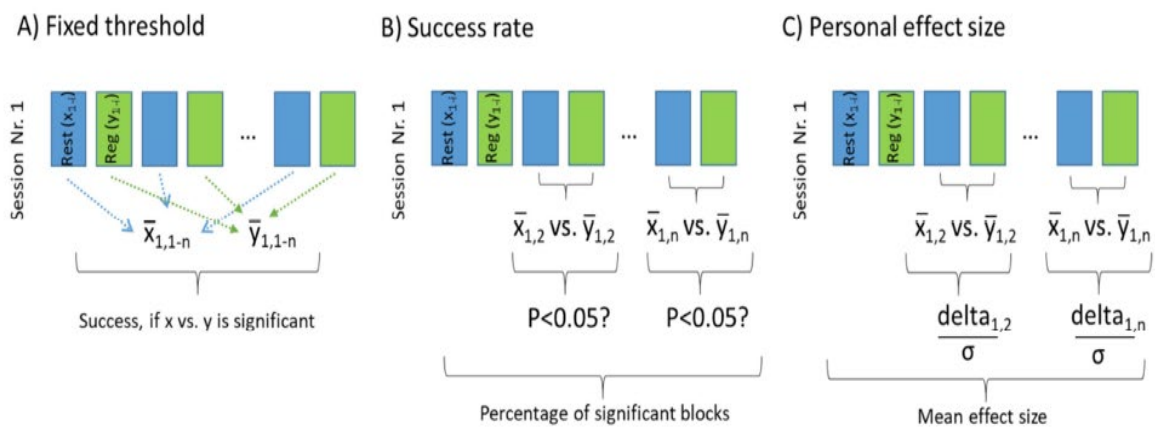 A) Fixed threshold
Session Nr. 1
Rest (x₁₋ᵢ)
Reg (y₁₋ᵢ)
...
x̄₁,₁₋ₙ
ȳ₁,₁₋ₙ
Success, if x vs. y is significant
B) Success rate
Session Nr. 1
Rest (x₁₋ᵢ)
Reg (y₁₋ᵢ)
...
x̄₁,₂ vs. ȳ₁,₂
x̄₁,ₙ vs. ȳ₁,ₙ
P<0.05?
P<0.05?
Percentage of significant blocks
C) Personal effect size
Session Nr. 1
Rest (x₁₋ᵢ)
Reg (y₁₋ᵢ)
...
x̄₁,₂ vs. ȳ₁,₂
x̄₁,ₙ vs. ȳ₁,ₙ
delta₁,₂
σ
delta₁,ₙ
σ
Mean effect size